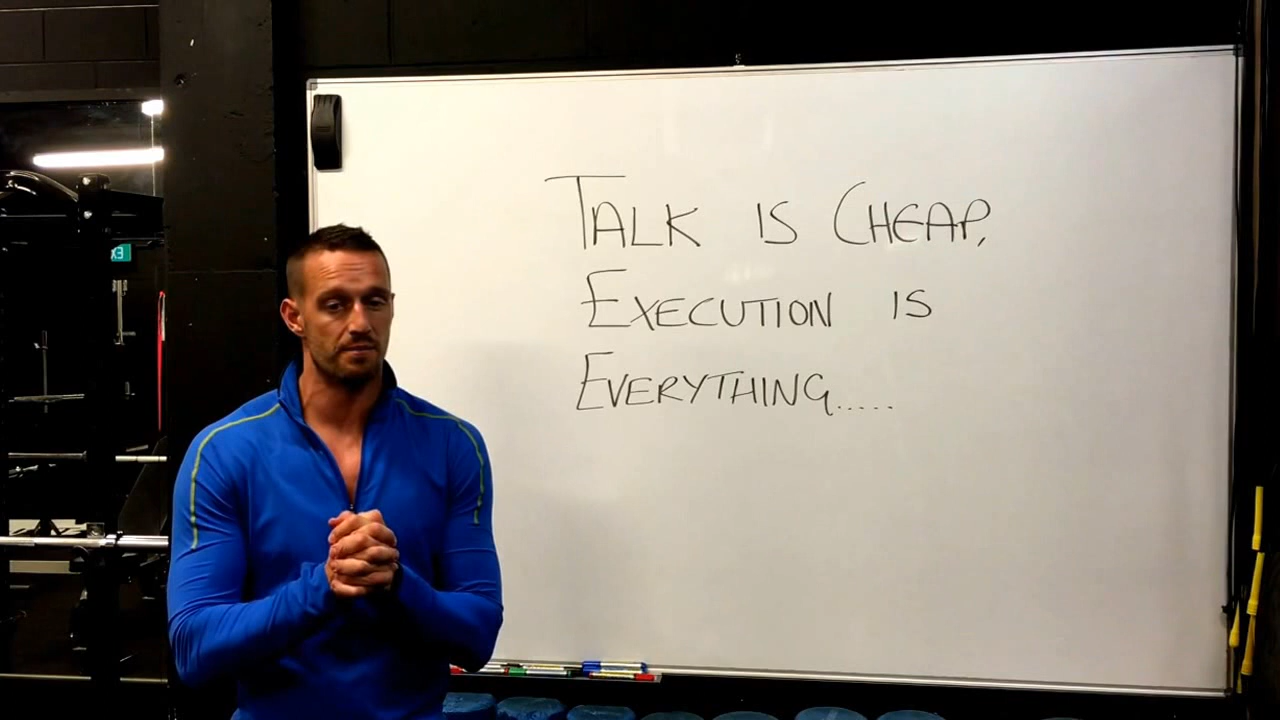 TALK IS CHEAP,
EXECUTION IS
EVERYTHING.....